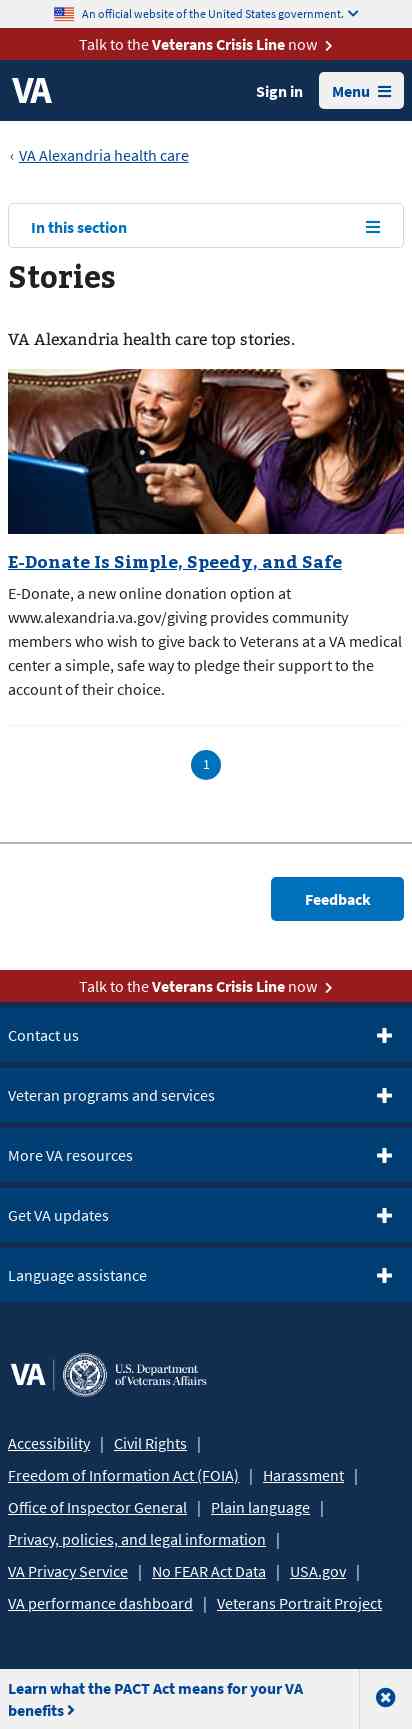 An official website of the United States government.
Talk to the Veterans Crisis Line now
VA
Sign in
Menu
‹ VA Alexandria health care
In this section
Stories
VA Alexandria health care top stories.
E-Donate Is Simple, Speedy, and Safe
E-Donate, a new online donation option at
www.alexandria.va.gov/giving provides community
members who wish to give back to Veterans at a VA medical
center a simple, safe way to pledge their support to the
account of their choice.
1
Feedback
Talk to the Veterans Crisis Line now
Contact us
Veteran programs and services
More VA resources
Get VA updates
Language assistance
VA
U.S. Department
of Veterans Affairs
Accessibility | Civil Rights |
Freedom of Information Act (FOIA) | Harassment |
Office of Inspector General | Plain language |
Privacy, policies, and legal information |
VA Privacy Service | No FEAR Act Data | USA.gov |
VA performance dashboard | Veterans Portrait Project
Learn what the PACT Act means for your VA
benefits